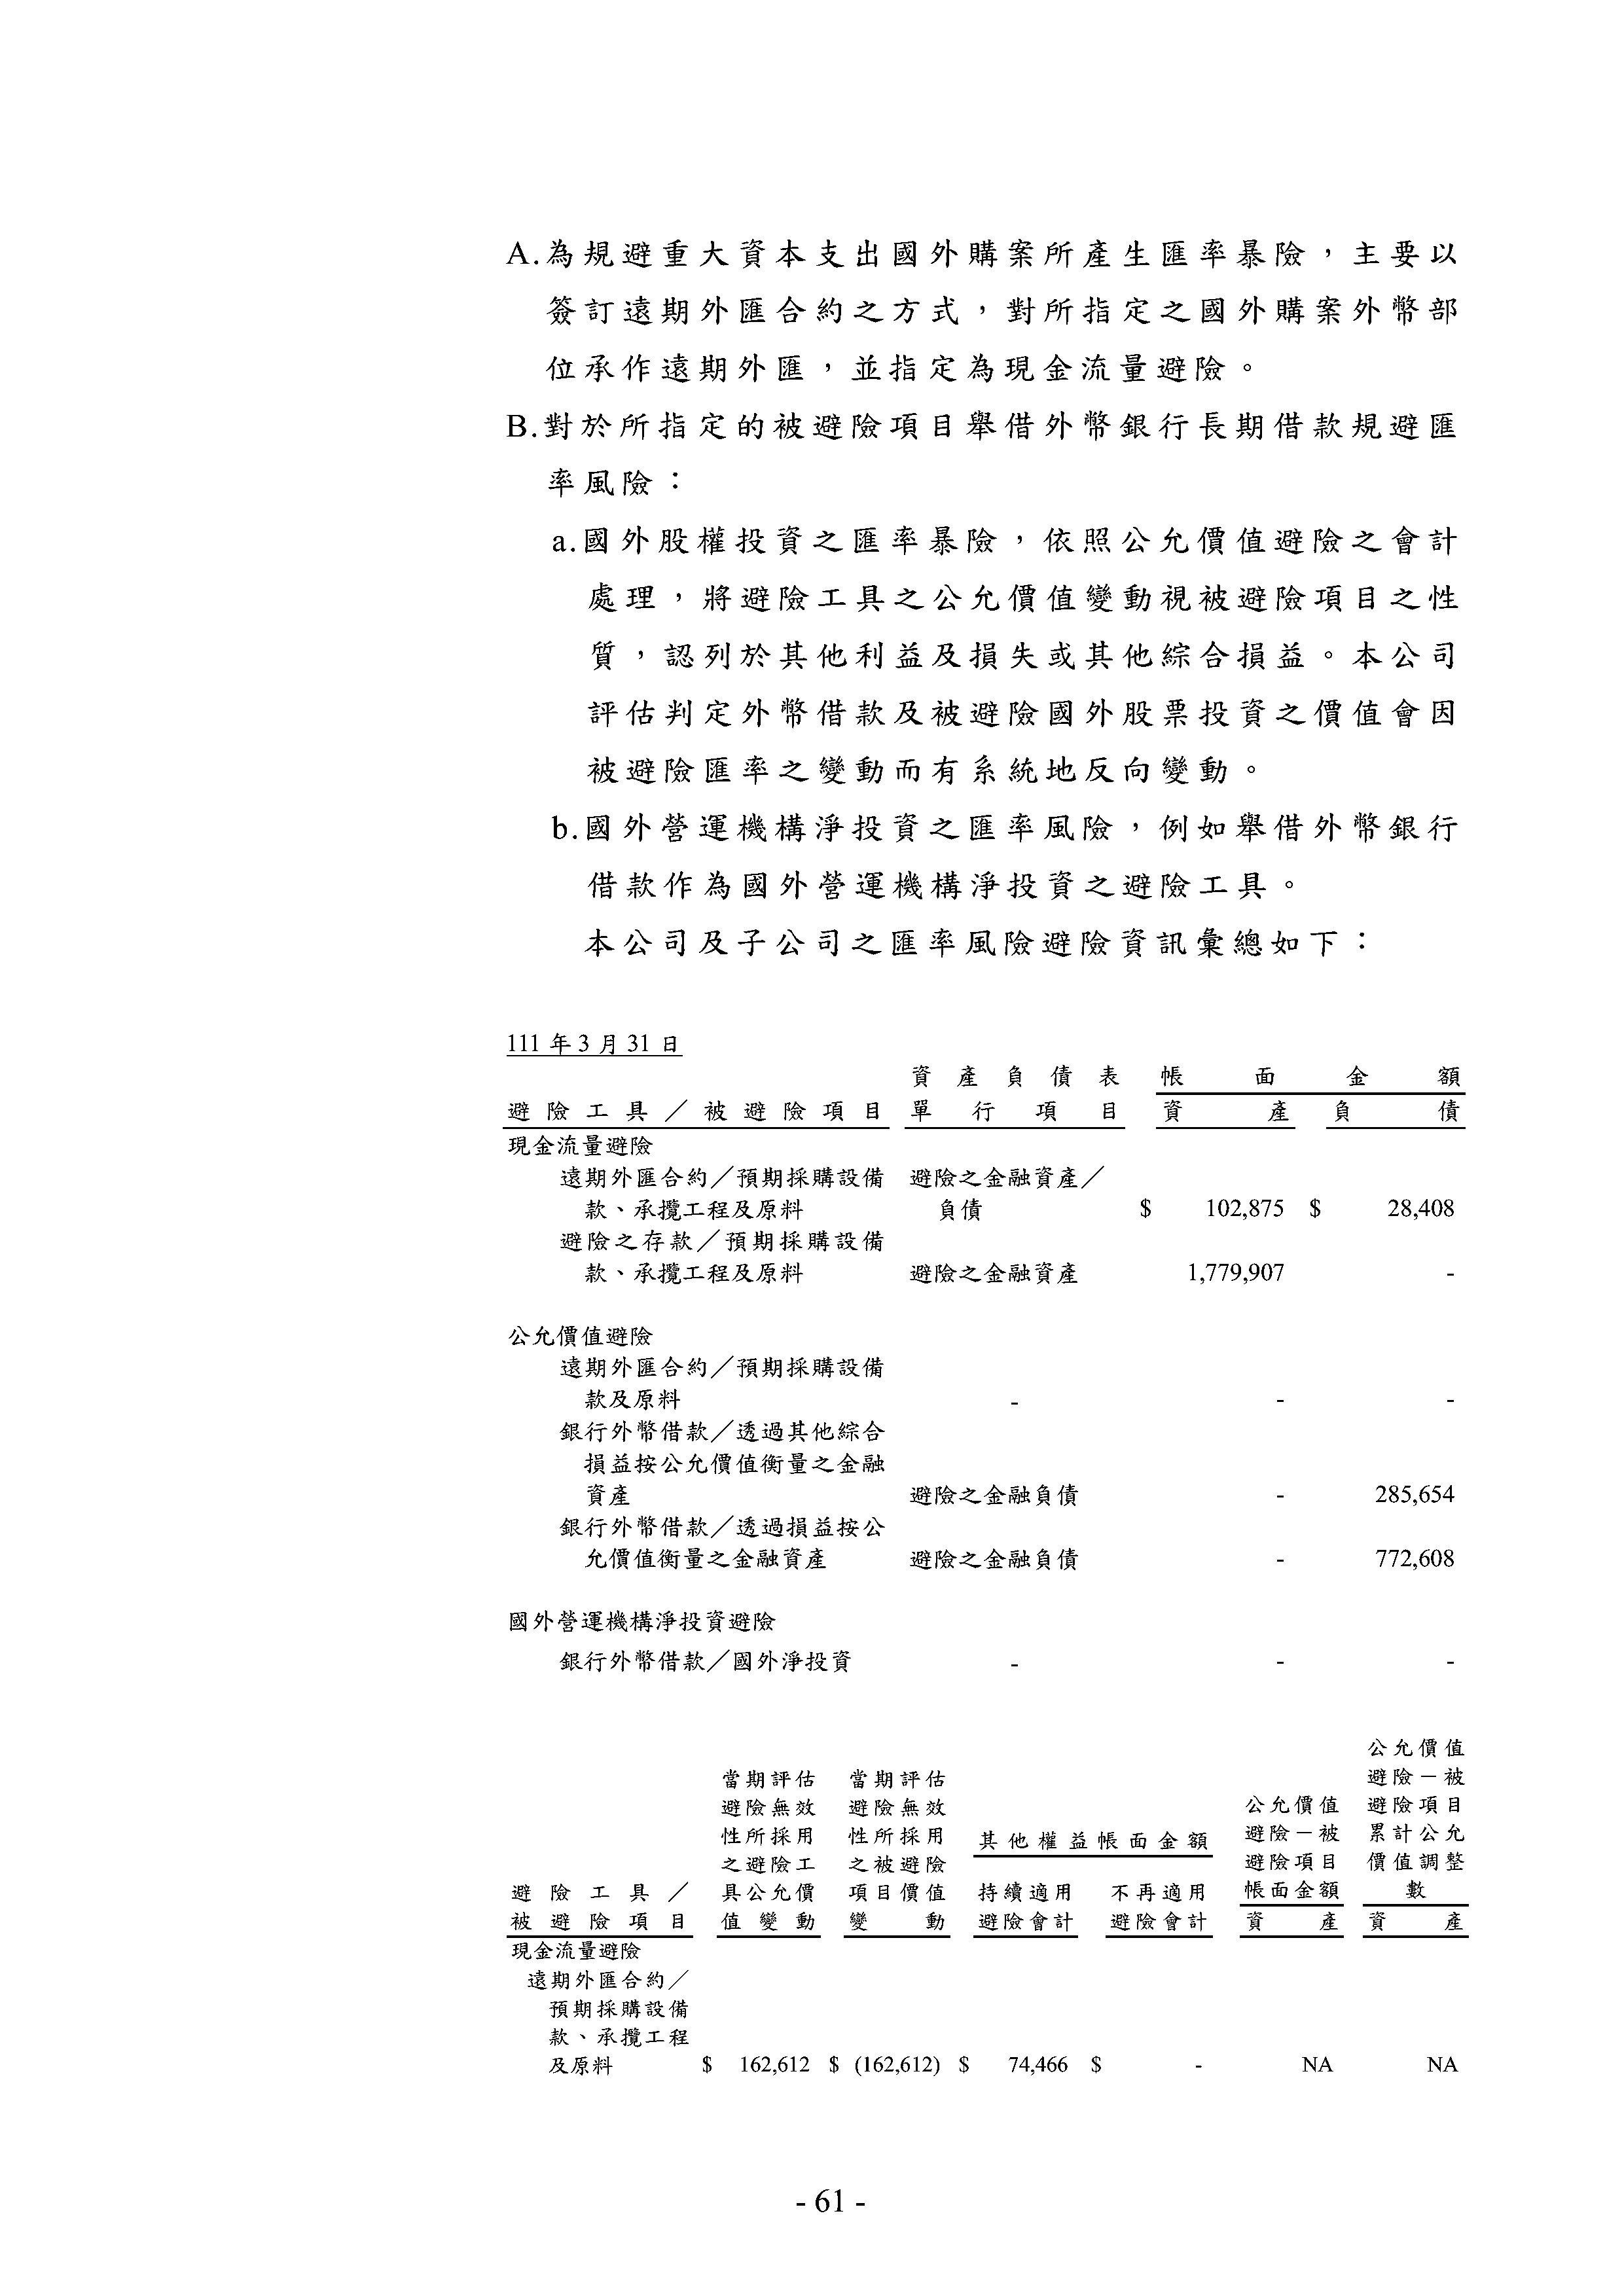 A.為規避重大資本支出國外購案所產生匯率暴險，主要以
簽訂遠期外匯合約之方式，對所指定之國外購案外幣部
位承作遠期外匯，並指定為現金流量避險。
B.對於所指定的被避險項目舉借外幣銀行長期借款規避匯
率風險：
a.國外股權投資之匯率暴險，依照公允價值避險之會計
處理，將避險工具之公允價值變動視被避險項目之性
質，認列於其他利益及損失或其他綜合損益。本公司
評估判定外幣借款及被避險國外股票投資之價值會因
被避險匯率之變動而有系統地反向變動。
b.國外營運機構淨投資之匯率風險，例如舉借外幣銀行
借款作為國外營運機構淨投資之避險工具。
本公司及子公司之匯率風險避險資訊彙總如下：
111 年 3 月 31 日
資產負債表 帳面金額
避險工具／被避險項目 單行項目 資產 負債
現金流量避險
遠期外匯合約／預期採購設備 避險之金融資產／
款、承攬工程及原料 負債 $ 102,875 $ 28,408
避險之存款／預期採購設備
款、承攬工程及原料 避險之金融資產 1,779,907 -
公允價值避險
遠期外匯合約／預期採購設備
款及原料 - - -
銀行外幣借款／透過其他綜合
損益按公允價值衡量之金融
資產 避險之金融負債 - 285,654
銀行外幣借款／透過損益按公
允價值衡量之金融資產 避險之金融負債 - 772,608
國外營運機構淨投資避險
銀行外幣借款／國外淨投資 - - -
公允價值
當期評估 當期評估 避險－被
避險無效 避險無效 公允價值 避險項目
性所採用 性所採用 其他權益帳面金額 避險－被 累計公允
之避險工 之被避險 避險項目 價值調整
避險工具／ 具公允價 項目價值 持續適用 不再適用 帳面金額 數
被避險項目 值變動 變動 避險會計 避險會計 資產 資產
現金流量避險
遠期外匯合約／
預期採購設備
款、承攬工程
及原料 $ 162,612 $ (162,612) $ 74,466 $ - NA NA
- 61 -